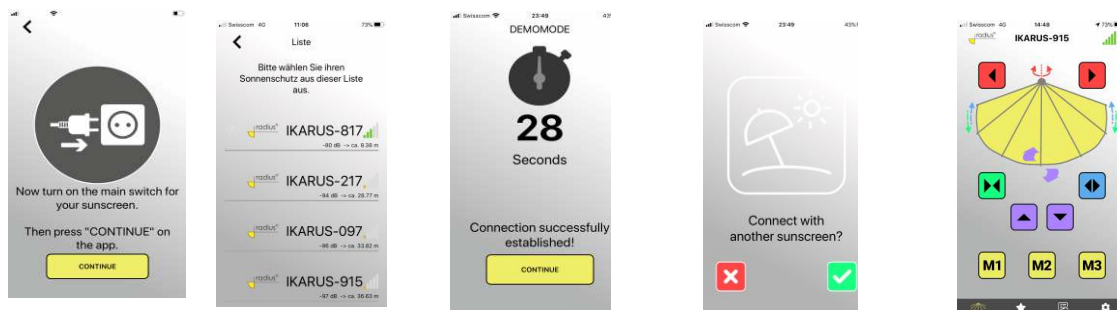 Now turn on the main switch for
your sunscreen.
Then press "CONTINUE" on
the app.
CONTINUE
Swisscom 4G 11:08 73%
Liste
Bitte wählen Sie ihren
Sonnenschutz aus dieser Liste
aus.
radius IKARUS-817
-80 dB -> ca. 8.38 m
radius IKARUS-217
-94 dB -> ca. 28.77 m
radius IKARUS-097
-96 dB -> ca. 33.82 m
radius IKARUS-915
-97 dB -> ca. 36.63 m
Swisscom 23:49
DEMOMODE
28
Seconds
Connection successfully
established!
CONTINUE
Swisscom 23:49 43%
Connect with
another sunscreen?
Swisscom 4G 14:48 73%
radius IKARUS-915
M1 M2 M3